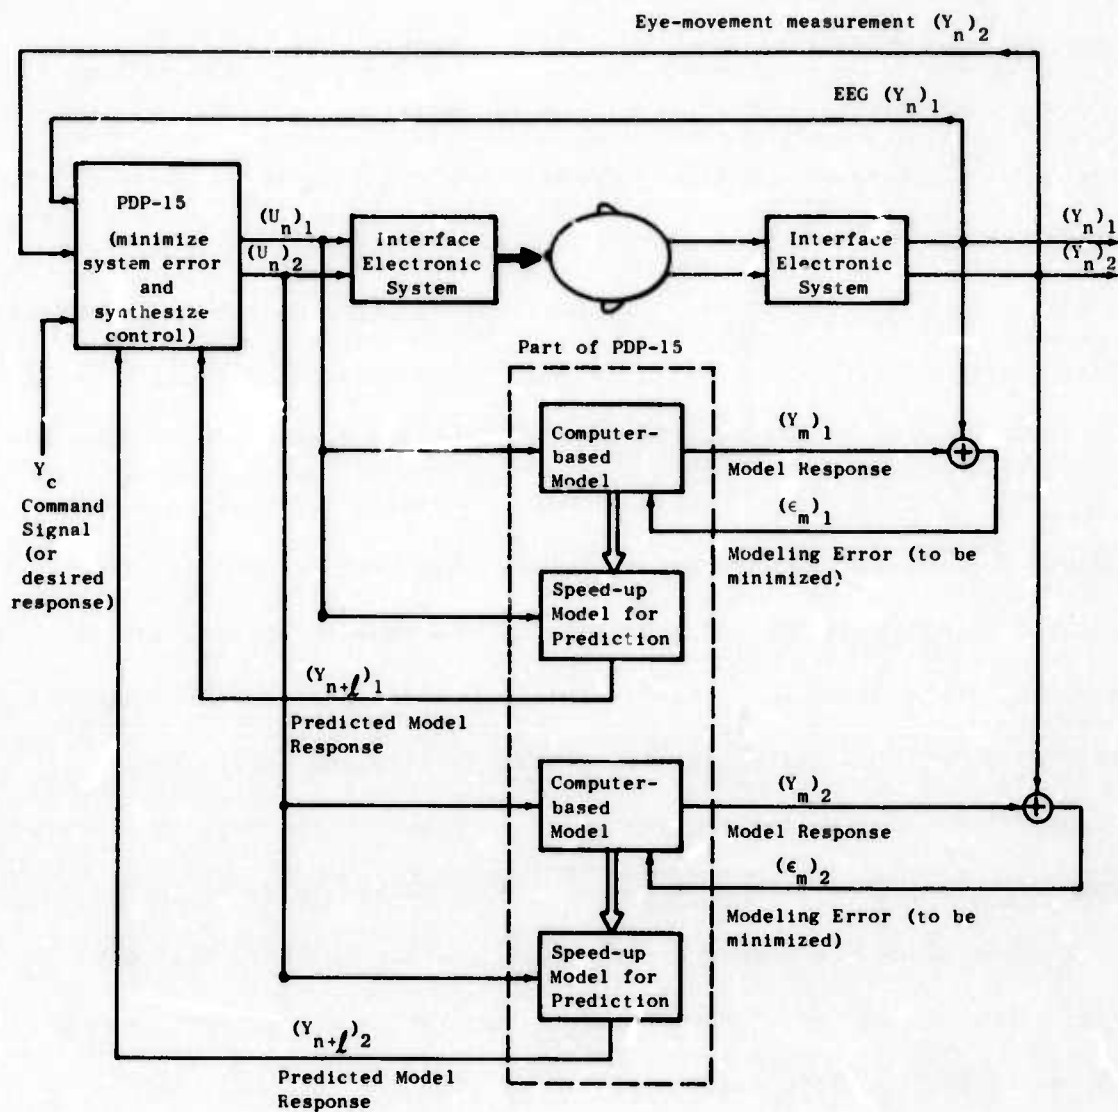 Eye-movement measurement (Y_n)_2
EEG (Y_n)_1
PDP-15
(minimize
system error
and
synthesize
control)
(U_n)_1
(U_n)_2
Interface
Electronic
System
Interface
Electronic
System
(Y_n)_1
(Y_n)_2
Y_c
Command
Signal
(or
desired
response)
Part of PDP-15
Computer-
based
Model
(Y_m)_1
Model Response
(ϵ_m)_1
Modeling Error (to be
minimized)
Speed-up
Model for
Prediction
(Y_{n+ℓ})_1
Predicted Model
Response
Computer-
based
Model
(Y_m)_2
Model Response
(ϵ_m)_2
Modeling Error (to be
minimized)
Speed-up
Model for
Prediction
(Y_{n+ℓ})_2
Predicted Model
Response